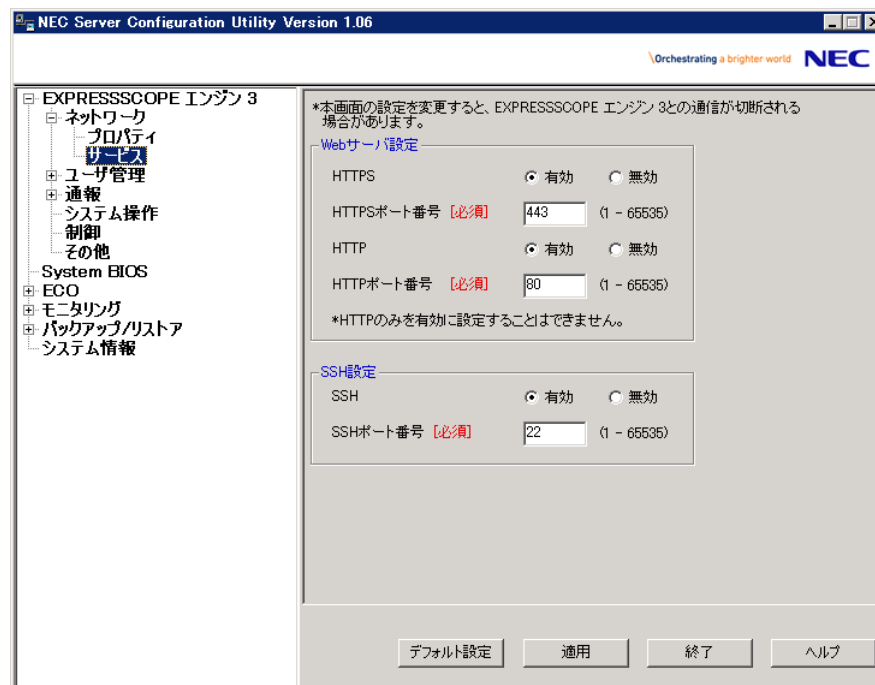 NEC Server Configuration Utility Version 1.06
\Orchestrating a brighter world NEC
EXPRESSSCOPE エンジン 3
ネットワーク
プロパティ
サービス
ユーザ管理
通報
システム操作
制御
その他
System BIOS
ECO
モニタリング
バックアップ/リストア
システム情報
*本画面の設定を変更すると、EXPRESSSCOPE エンジン 3との通信が切断される
場合があります。
Webサーバ設定
HTTPS 有効 無効
HTTPSポート番号 [必須] 443 (1 - 65535)
HTTP 有効 無効
HTTPポート番号 [必須] 80 (1 - 65535)
*HTTPのみを有効に設定することはできません。
SSH設定
SSH 有効 無効
SSHポート番号 [必須] 22 (1 - 65535)
デフォルト設定 適用 終了 ヘルプ